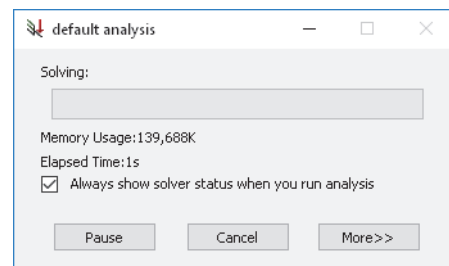 default analysis
Solving:
Memory Usage:139,688K
Elapsed Time:1s
Always show solver status when you run analysis
Pause Cancel More>>